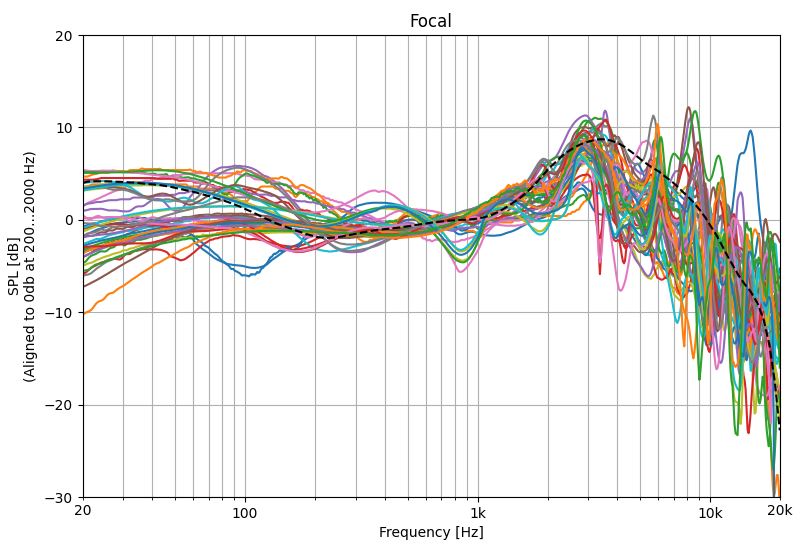 Focal
20
10
0
−10
−20
−30
SPL [dB]
(Aligned to 0db at 200...2000 Hz)
20
100
1k
10k
20k
Frequency [Hz]